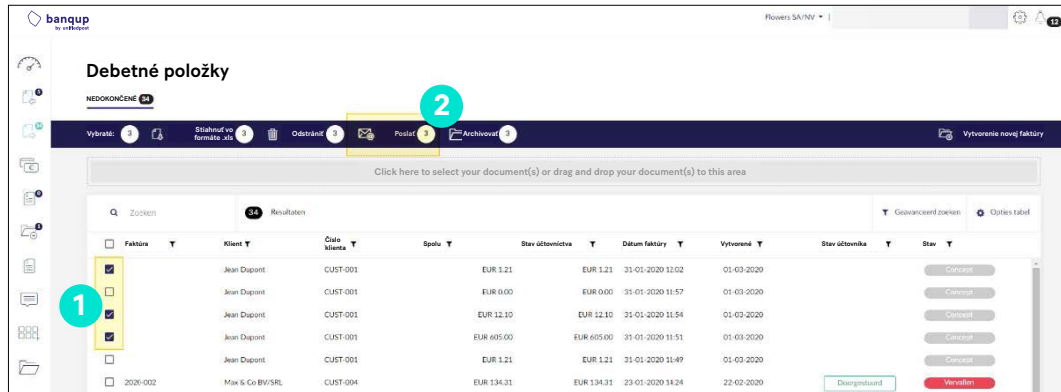 banqup
by unifiedpost
Flowers SA/NV
12
Debetné položky
NEDOKONČENÉ 34
2
Vybraté: 3 Stiahnuť vo formáte .xls 3 Odstrániť 3 Poslať 3 Archivovať 3 Vytvorenie novej faktúry
Click here to select your document(s) or drag and drop your document(s) to this area
Zoeken 34 Resultaten Geavanceerd zoeken Opties tabel
Faktúra Klient Číslo klienta Spolu Stav účtovníctva Dátum faktúry Vytvorené Stav účtovníka Stav
Jean Dupont CUST-001 EUR 1.21 EUR 1.21 31-01-2020 12:02 01-03-2020 Concept
Jean Dupont CUST-001 EUR 0.00 EUR 0.00 31-01-2020 11:57 01-03-2020 Concept
1
Jean Dupont CUST-001 EUR 12.10 EUR 12.10 31-01-2020 11:54 01-03-2020 Concept
Jean Dupont CUST-001 EUR 605.00 EUR 605.00 31-01-2020 11:51 01-03-2020 Concept
Jean Dupont CUST-001 EUR 1.21 EUR 1.21 31-01-2020 11:49 01-03-2020 Concept
2020-002 Max & Co BV/SRL CUST-004 EUR 134.31 EUR 134.31 23-01-2020 14:24 22-02-2020 Doorgestuurd Vervallen